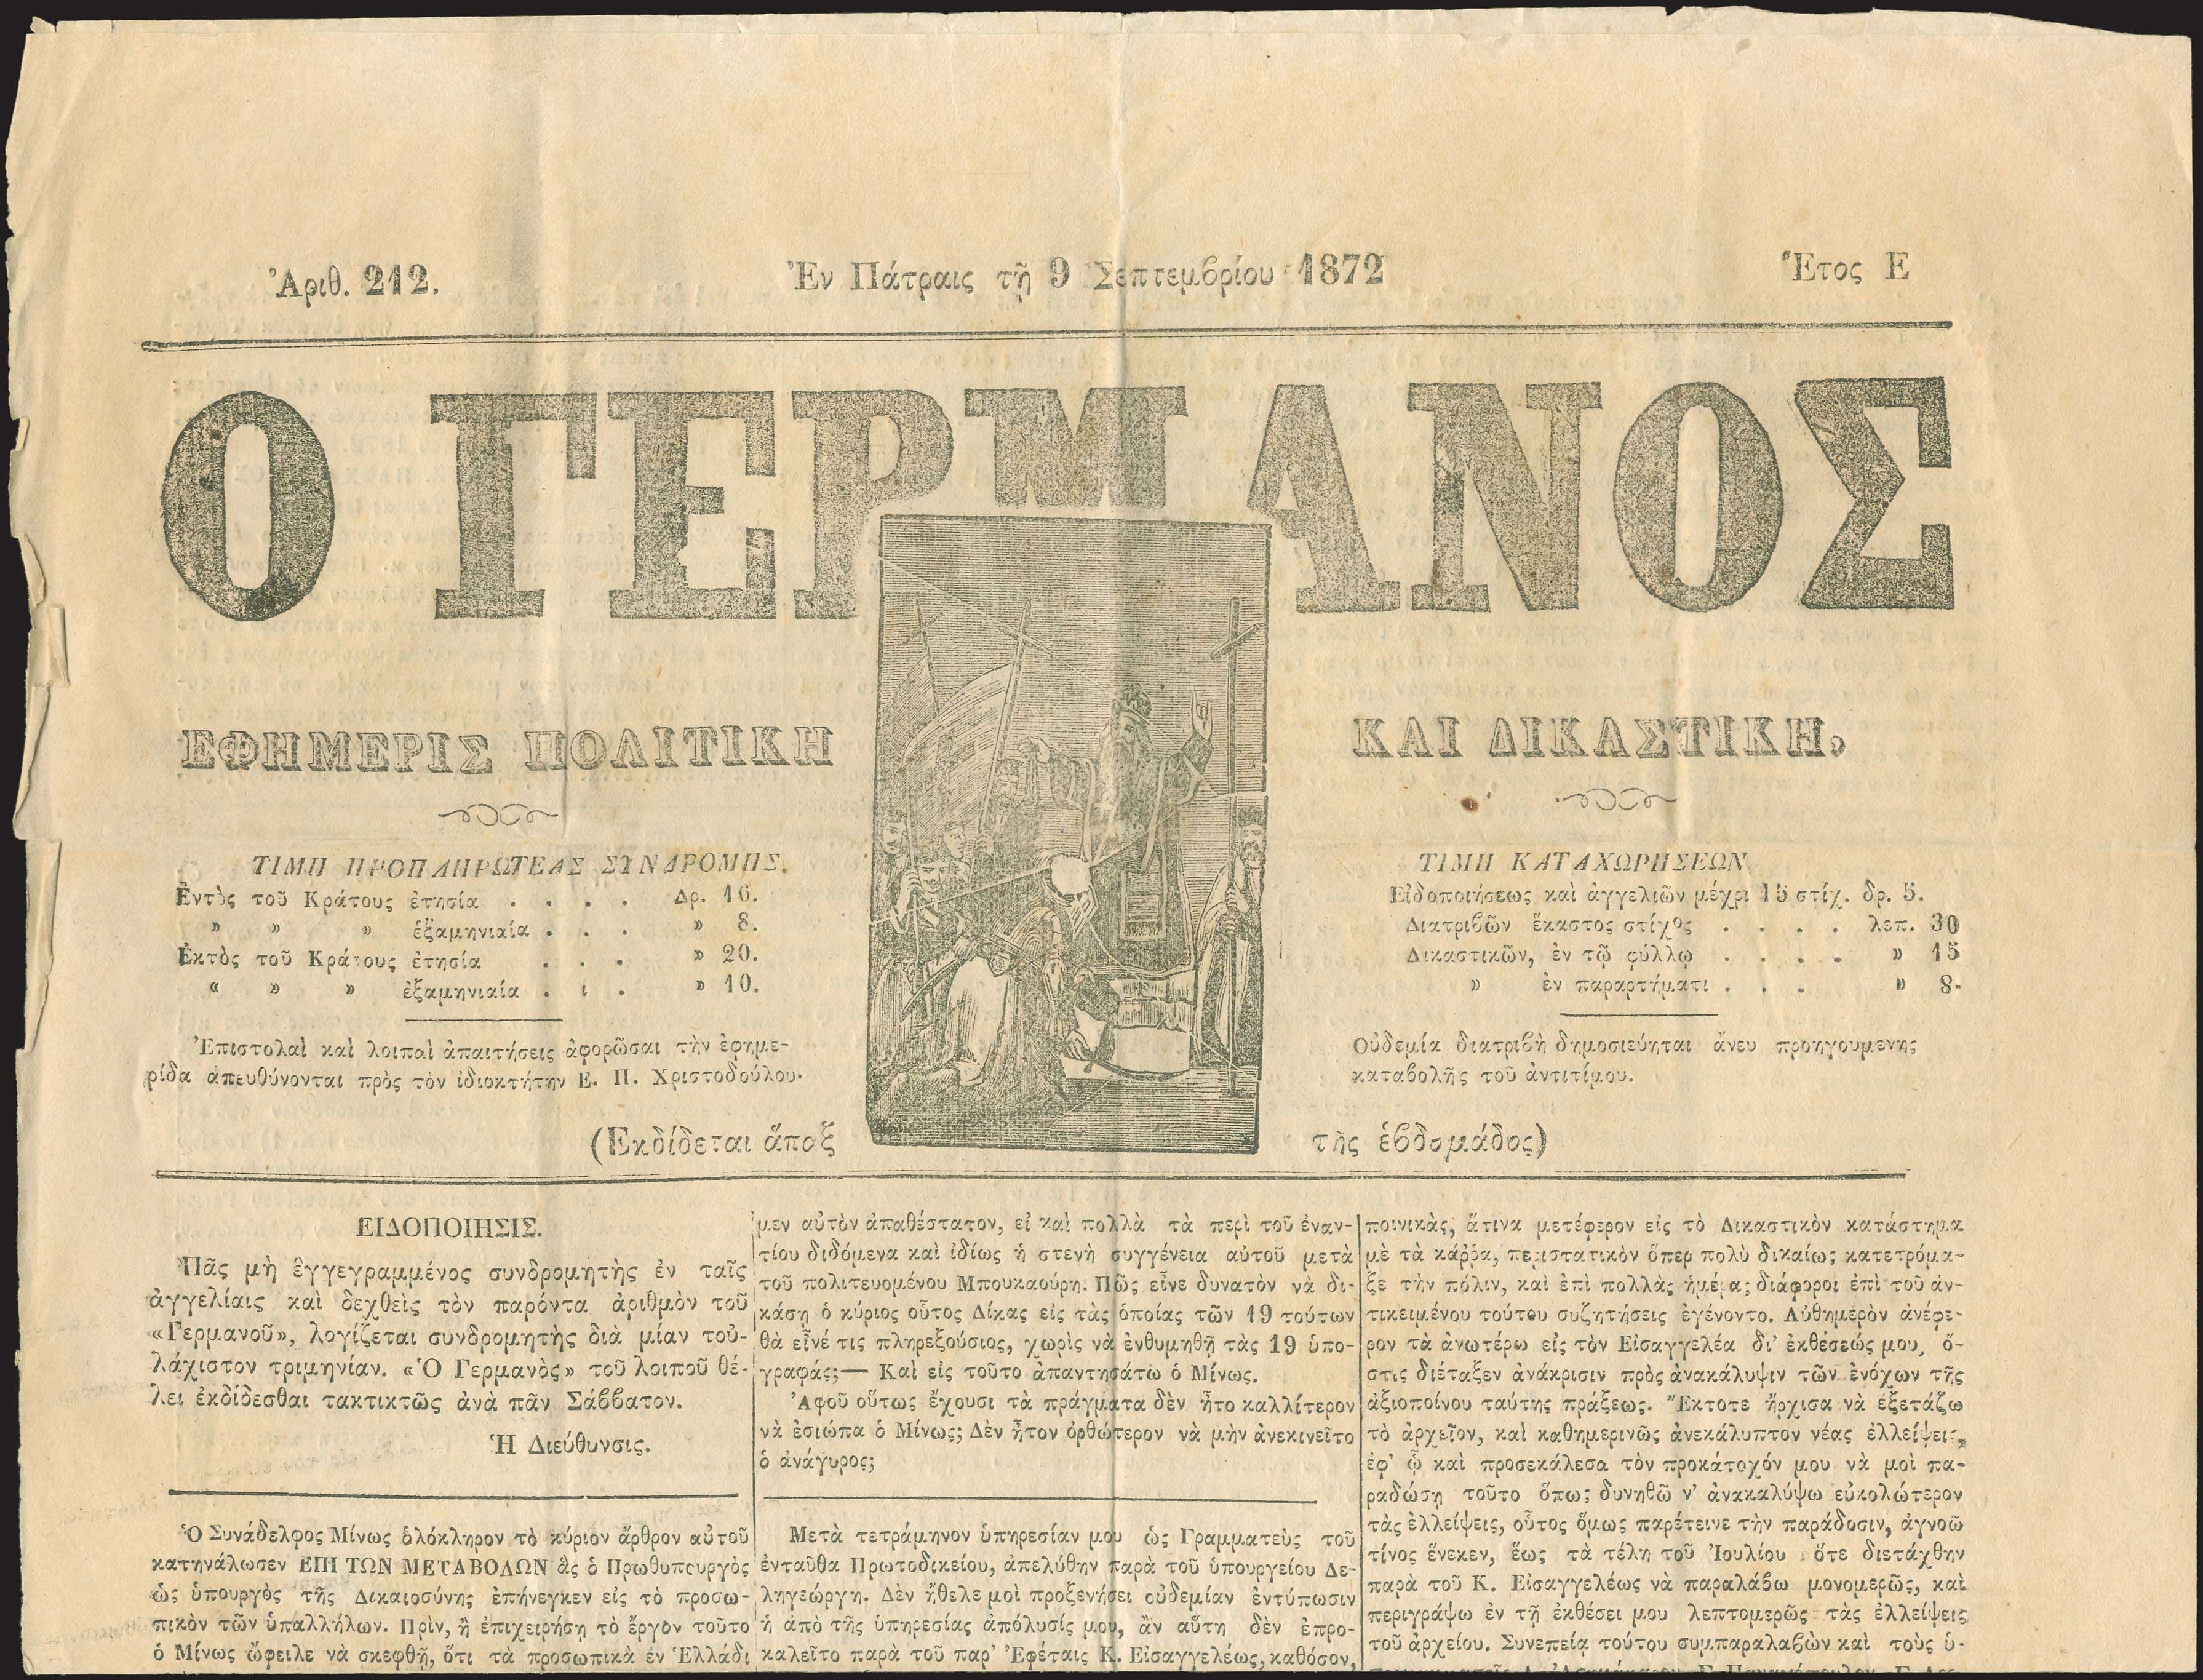 Ἀριθ. 212.
Ἐν Πάτραις τῇ 9 Σεπτεμβρίου 1872
Ἔτος Ε
Ο ΓΕΡΜΑΝΟΣ
ΕΦΗΜΕΡΙΣ ΠΟΛΙΤΙΚΗ
ΚΑΙ ΔΙΚΑΣΤΙΚΗ,
ΤΙΜΗ ΠΡΟΠΛΗΡΩΤΕΑΣ ΣΥΝΔΡΟΜΗΣ.
Ἐντὸς τοῦ Κράτους ἐτησία . . . . Δρ. 16.
» » » ἑξαμηνιαία . . . » 8.
Ἐκτὸς τοῦ Κράτους ἐτησία . . . » 20.
« » » ἑξαμηνιαία . . . » 10.
Ἐπιστολαὶ καὶ λοιπαὶ ἀπαιτήσεις ἀφορῶσαι τὴν ἐφημε-
ρίδα ἀπευθύνονται πρὸς τὸν ἰδιοκτήτην Ε. Π. Χριστοδούλου.
ΤΙΜΗ ΚΑΤΑΧΩΡΗΣΕΩΝ
Εἰδοποιήσεως καὶ ἀγγελιῶν μέχρι 15 στίχ. δρ. 5.
Διατριβῶν ἕκαστος στίχος . . . . λεπ. 30
Δικαστικῶν, ἐν τῷ φύλλῳ . . . . » 15
» ἐν παραρτήματι . . . » 8-
Οὐδεμία διατριβὴ δημοσιεύηται ἄνευ προηγουμενης
καταβολῆς τοῦ ἀντιτίμου.
(Ἐκδίδεται ἅπαξ
τῆς ἑβδομάδος)
ΕΙΔΟΠΟΙΗΣΙΣ.
Πᾶς μὴ ἐγγεγραμμένος συνδρομητὴς ἐν ταῖς
ἀγγελίαις καὶ δεχθεὶς τὸν παρόντα ἀριθμὸν τοῦ
«Γερμανοῦ», λογίζεται συνδρομητὴς διὰ μίαν τοὐ-
λάχιστον τριμηνίαν. «Ὁ Γερμανὸς» τοῦ λοιποῦ θέ-
λει ἐκδίδεσθαι τακτικτῶς ἀνὰ πᾶν Σάββατον.
Ἡ Διεύθυνσις.
Ὁ Συνάδελφος Μίνως ὁλόκληρον τὸ κύριον ἄρθρον αὐτοῦ
κατηνάλωσεν ΕΠΙ ΤΩΝ ΜΕΤΑΒΟΛΩΝ ἃς ὁ Πρωθυπουργὸς
ὡς ὑπουργὸς τῆς Δικαιοσύνης ἐπήνεγκεν εἰς τὸ προσω-
πικὸν τῶν ὑπαλλήλων. Πρὶν, ἢ ἐπιχειρήσῃ τὸ ἔργον τοῦτο
ὁ Μίνως ὤφειλε νὰ σκεφθῇ, ὅτι τὰ προσωπικὰ ἐν Ἑλλάδι
μεν αὐτὸν ἀπαθέστατον, εἰ καὶ πολλὰ τὰ περὶ τοῦ ἐναν-
τίου διδόμενα καὶ ἰδίως ἡ στενὴ συγγένεια αὐτοῦ μετὰ
τοῦ πολιτευομένου Μπουκαούρη. Πῶς εἶνε δυνατὸν νὰ δι-
κάσῃ ὁ κύριος οὗτος Δίκας εἰς τὰς ὁποίας τῶν 19 τούτων
θὰ εἶνέ τις πληρεξούσιος, χωρὶς νὰ ἐνθυμηθῇ τὰς 19 ὑπο-
γραφάς;— Καὶ εἰς τοῦτο ἀπαντησάτω ὁ Μίνως.
Ἀφοῦ οὕτως ἔχουσι τὰ πράγματα δὲν ἦτο καλλίτερον
νὰ ἐσιώπα ὁ Μίνως; Δὲν ἦτον ὀρθώτερον νὰ μὴν ἀνεκινεῖτο
ὁ ἀνάγυρος;
Μετὰ τετράμηνον ὑπηρεσίαν μου ὡς Γραμματεὺς τοῦ
ἐνταῦθα Πρωτοδικείου, ἀπελύθην παρὰ τοῦ ὑπουργείου Δε-
ληγεώργη. Δὲν ἤθελε μοὶ προξενήσει οὐδεμίαν ἐντύπωσιν
ἡ ἀπὸ τῆς ὑπηρεσίας ἀπόλυσίς μου, ἂν αὕτη δὲν ἐπρο-
καλεῖτο παρὰ τοῦ παρ' Ἐφέταις Κ. Εἰσαγγελέως, καθόσον,
ποινικὰς, ἅτινα μετέφερον εἰς τὸ Δικαστικὸν κατάστημα
μὲ τὰ κάῤῥα, περιστατικὸν ὅπερ πολὺ δικαίως κατετρόμα-
ξε τὴν πόλιν, καὶ ἐπὶ πολλὰς ἡμέρας διάφοροι ἐπὶ τοῦ ἀν-
τικειμένου τούτου συζητήσεις ἐγένοντο. Αὐθημερὸν ἀνέφε-
ρον τὰ ἀνωτέρω εἰς τὸν Εἰσαγγελέα δι' ἐκθέσεώς μου, ὅ-
στις διέταξεν ἀνάκρισιν πρὸς ἀνακάλυψιν τῶν ἐνόχων τῆς
ἀξιοποίνου ταύτης πράξεως. Ἔκτοτε ἤρχισα νὰ ἐξετάζω
τὸ ἀρχεῖον, καὶ καθημερινῶς ἀνεκάλυπτον νέας ἐλλείψεις,
ἐφ' ᾧ καὶ προσεκάλεσα τὸν προκάτοχόν μου νὰ μοὶ πα-
ραδώσῃ τοῦτο ὅπως δυνηθῶ ν' ἀνακαλύψω εὐκολώτερον
τὰς ἐλλείψεις, οὗτος ὅμως παρέτεινε τὴν παράδοσιν, ἀγνοῶ
τίνος ἕνεκεν, ἕως τὰ τέλη τοῦ Ἰουλίου ὅτε διετάχθην
παρὰ τοῦ Κ. Εἰσαγγελέως νὰ παραλάβω μονομερῶς, καὶ
περιγράψω ἐν τῇ ἐκθέσει μου λεπτομερῶς τὰς ἐλλείψεις
τοῦ ἀρχείου. Συνεπείᾳ τούτου συμπαραλαβὼν καὶ τοὺς ὑ-